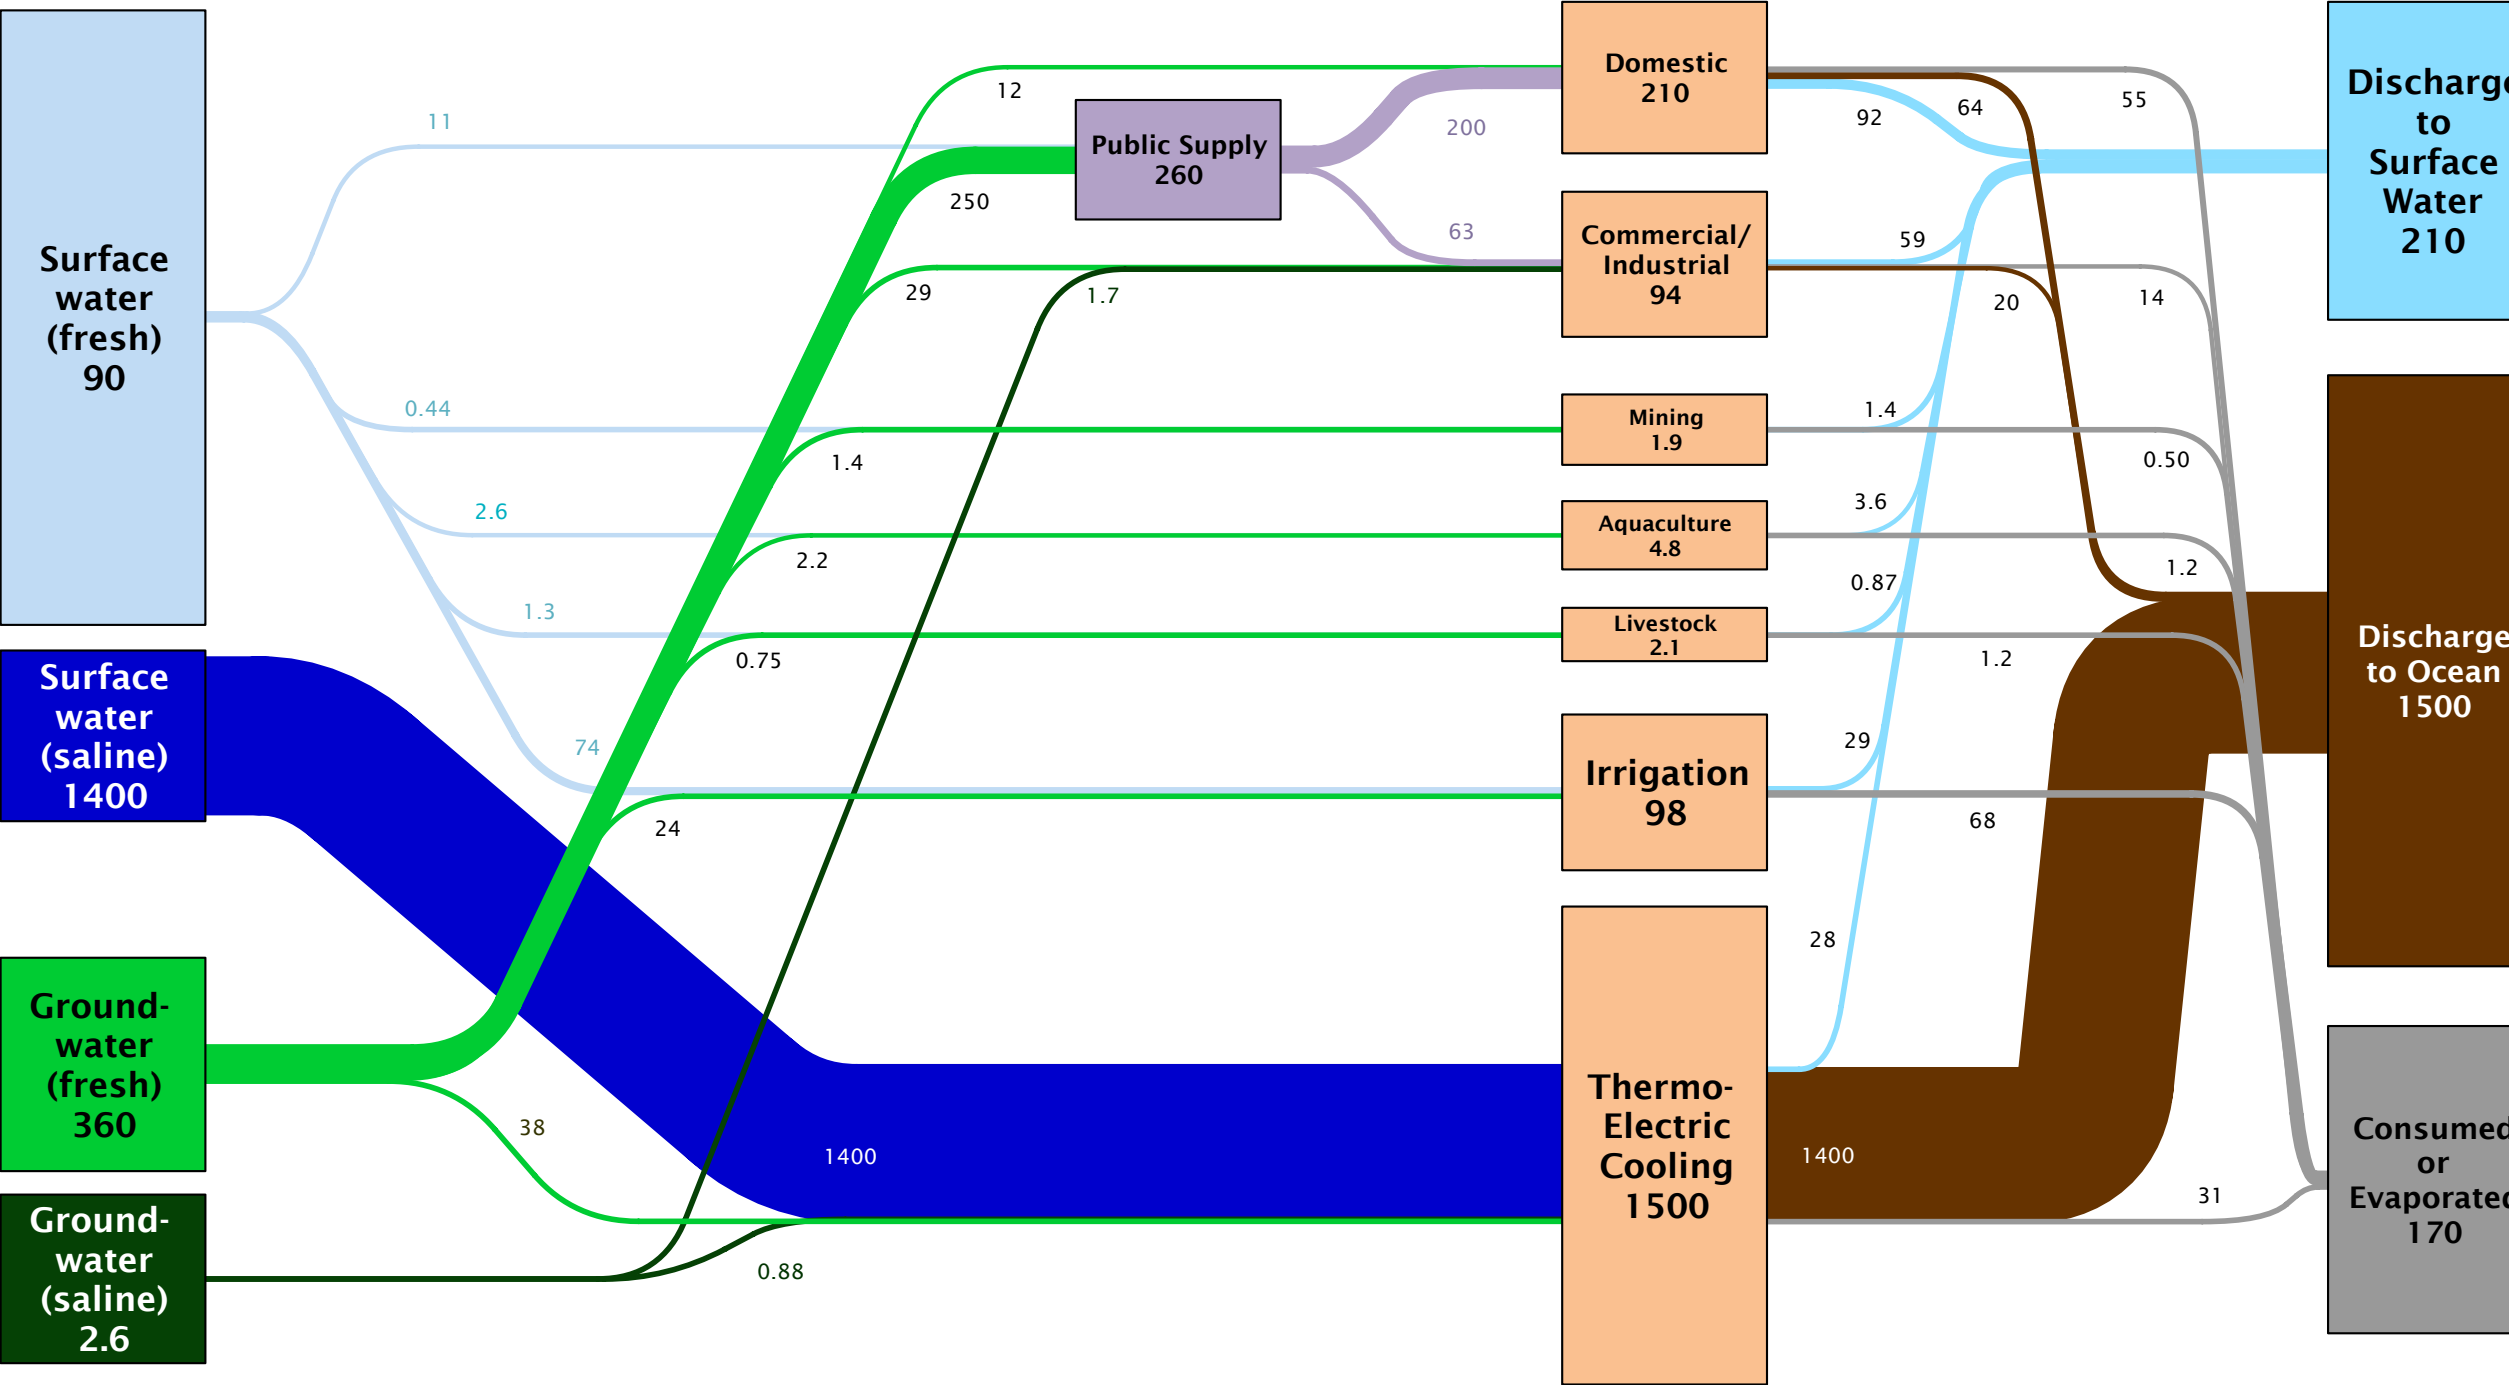 Surface
water
(fresh)
90
Surface
water
(saline)
1400
Ground-
water
(fresh)
360
Ground-
water
(saline)
2.6
11
0.44
2.6
1.3
74
12
250
29
1.7
1.4
2.2
0.75
24
38
1400
0.88
Public Supply
260
200
63
Domestic
210
Commercial/
Industrial
94
Mining
1.9
Aquaculture
4.8
Livestock
2.1
Irrigation
98
Thermo-
Electric
Cooling
1500
92
64
55
59
20
14
1.4
0.50
3.6
1.2
0.87
1.2
29
68
28
1400
31
Discharge
to
Surface
Water
210
Discharge
to Ocean
1500
Consumed
or
Evaporated
170